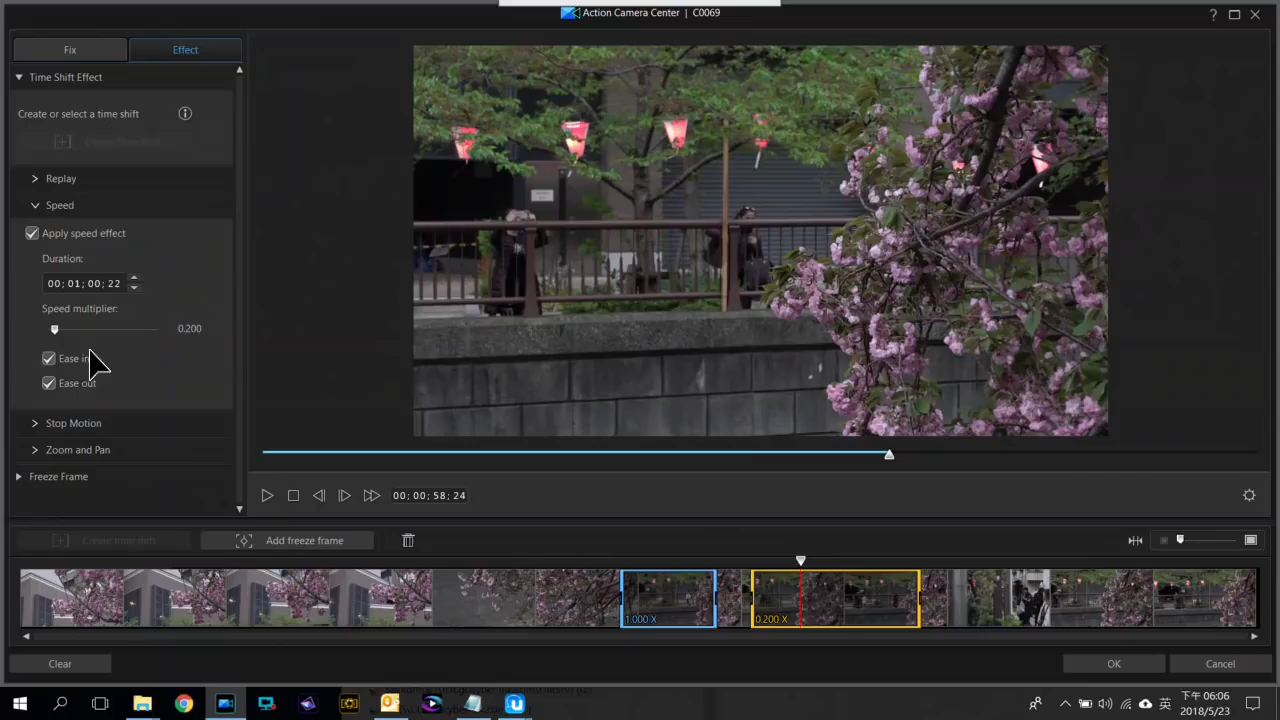 Action Camera Center | C0069
?
Fix
Effect
Time Shift Effect
Create or select a time shift
Create time shift
Replay
Speed
Apply speed effect
Duration:
00; 01; 00; 22
Speed multiplier:
0.200
Ease in
Ease out
Stop Motion
Zoom and Pan
Freeze Frame
00; 00; 58; 24
Create time shift
Add freeze frame
1.000 X
0.200 X
Clear
OK
Cancel
英
下午 06:06
2018/5/23